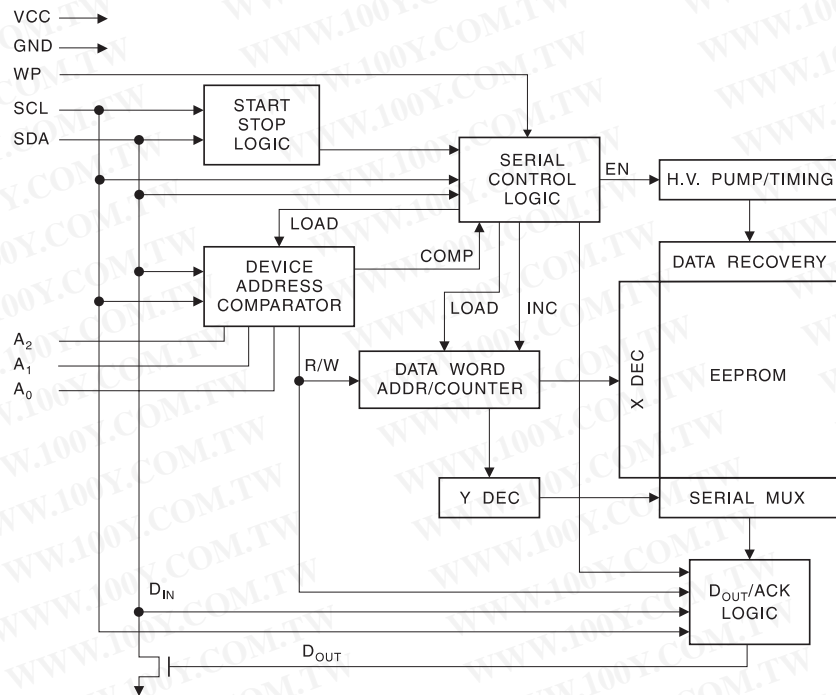 VCC
GND
WP
SCL
SDA
START
STOP
LOGIC
SERIAL
CONTROL
LOGIC
EN
H.V. PUMP/TIMING
LOAD
COMP
DEVICE
ADDRESS
COMPARATOR
LOAD
INC
DATA RECOVERY
A2
A1
A0
R/W
DATA WORD
ADDR/COUNTER
X DEC
EEPROM
Y DEC
SERIAL MUX
DIN
DOUT/ACK
LOGIC
DOUT
WWW.100Y.COM.TW